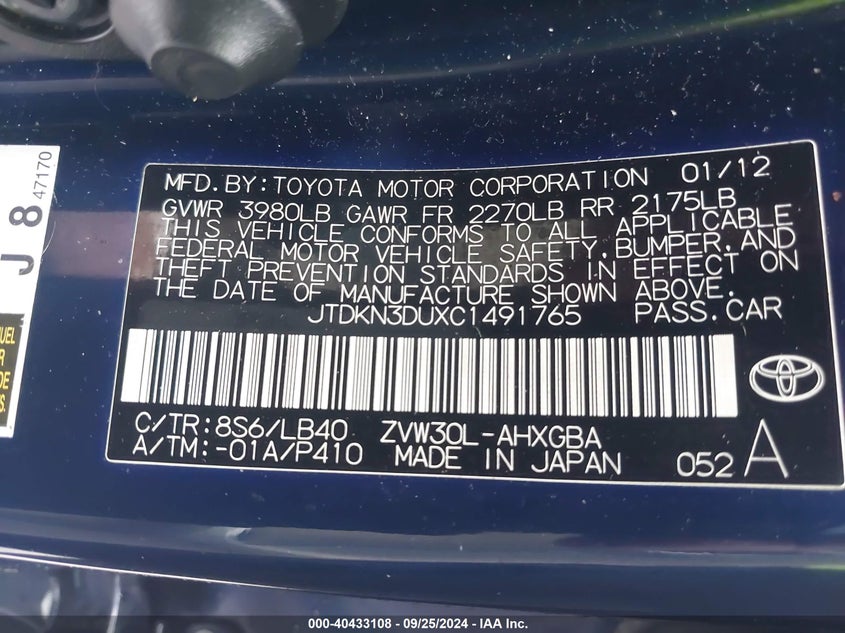 MFD.BY:TOYOTA MOTOR CORPORATION 01/12
GVWR 3980LB GAWR FR 2270LB RR 2175LB
THIS VEHICLE CONFORMS TO ALL APPLICABLE
FEDERAL MOTOR VEHICLE SAFETY,BUMPER,AND
THEFT PREVENTION STANDARDS IN EFFECT ON
THE DATE OF MANUFACTURE SHOWN ABOVE.
JTDKN3DUXC1491765 PASS.CAR
C/TR:8S6/LB40 ZVW30L-AHXGBA
A/TM:-01A/P410 MADE IN JAPAN 052 A
J 8 47170
000-40433108 - 09/25/2024 - IAA Inc.